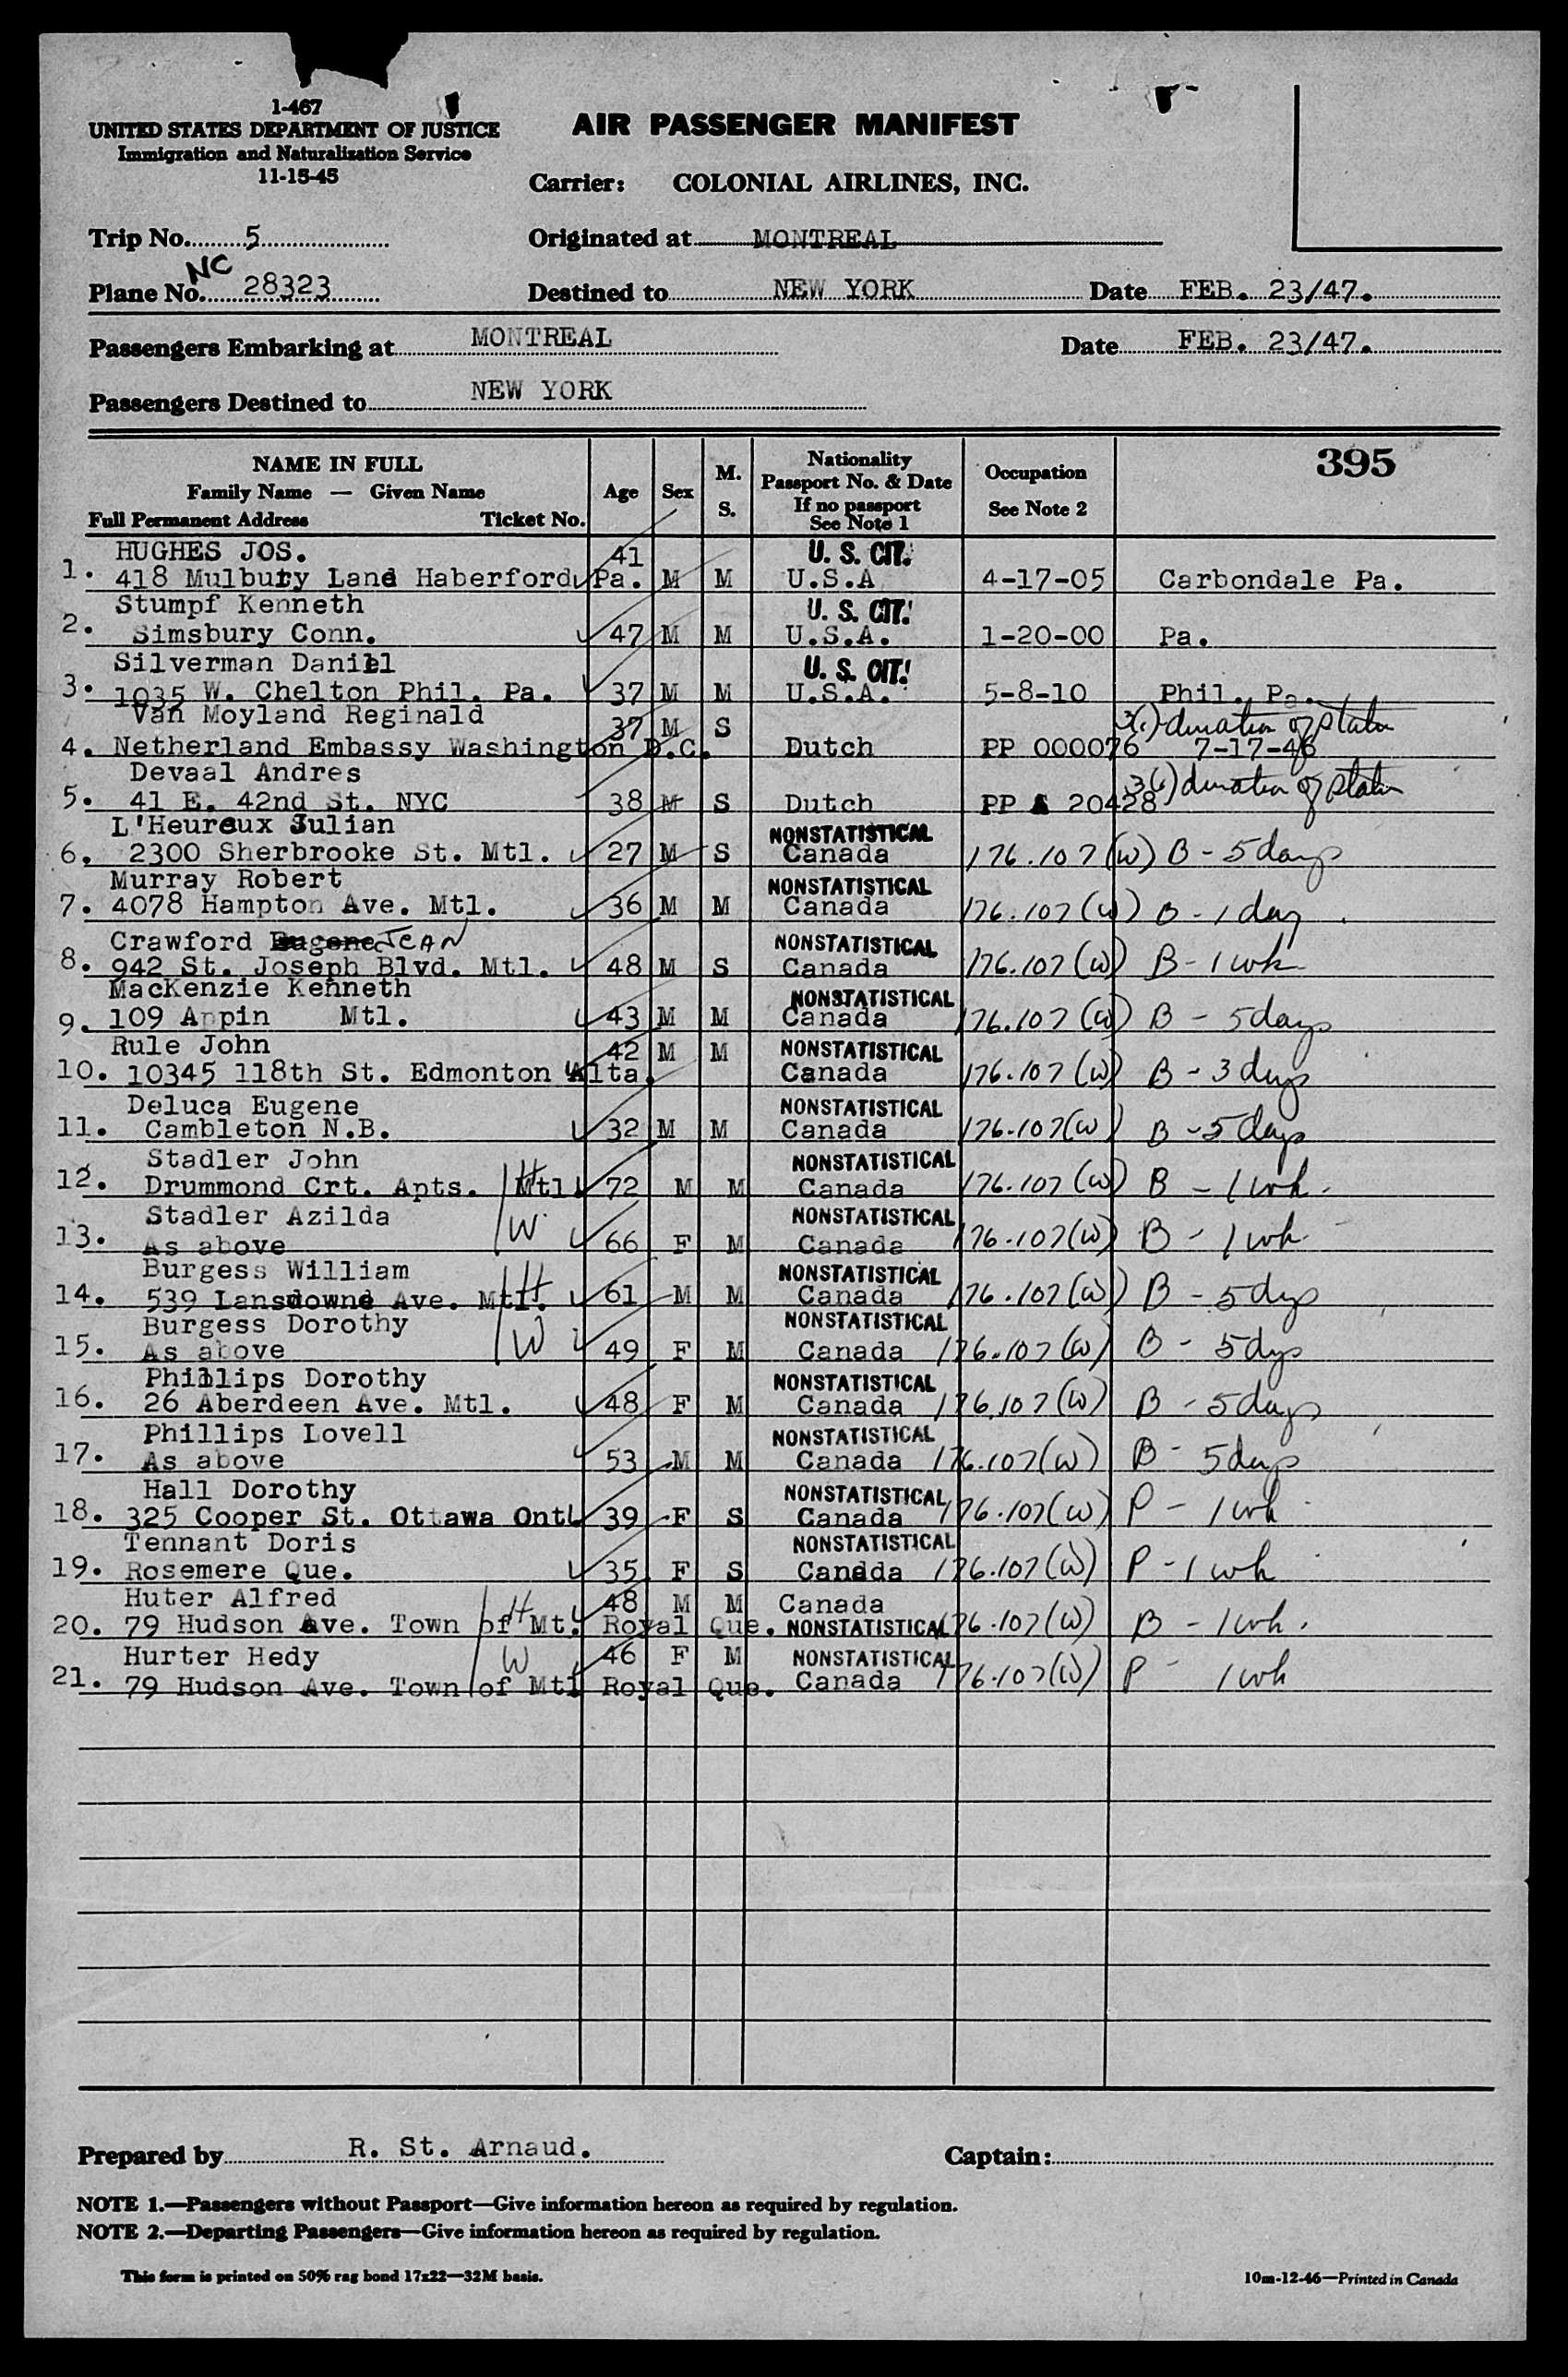 1-467
UNITED STATES DEPARTMENT OF JUSTICE
Immigration and Naturalization Service
11-15-45
AIR PASSENGER MANIFEST
Carrier: COLONIAL AIRLINES, INC.
Trip No. 5 Originated at MONTREAL
Plane No. NC 28323 Destined to NEW YORK Date FEB. 23/47.
Passengers Embarking at MONTREAL Date FEB. 23/47.
Passengers Destined to NEW YORK
NAME IN FULL
Family Name — Given Name
Full Permanent Address Ticket No.
Age Sex M. S.
Nationality
Passport No. & Date
If no passport
See Note 1
Occupation
See Note 2
395
HUGHES JOS. 41 U. S. CIT.
1. 418 Mulbuty Land Haberford Pa. M M U.S.A 4-17-05 Carbondale Pa.
Stumpf Kenneth U. S. CIT.
2. Simsbury Conn. 47 M M U.S.A. 1-20-00 Pa.
Silverman Daniel U. S. CIT.
3. 1035 W. Chelton Phil. Pa. 37 M M U.S.A. 5-8-10 Phil. Pa.
Van Moyland Reginald 37 M S 3(1) duration of status
4. Netherland Embassy Washington D.C. Dutch PP 000076 7-17-46
Devaal Andres 3(6) duration of status
5. 41 E. 42nd St. NYC 38 M S Dutch PP A 20428
L'Heureux Julian NONSTATISTICAL
6. 2300 Sherbrooke St. Mtl. 27 M S Canada 176.107 (W) B - 5 days
Murray Robert NONSTATISTICAL
7. 4078 Hampton Ave. Mtl. 36 M M Canada 176.107 (W) B - 1 day
Crawford Eugene JEAN NONSTATISTICAL
8. 942 St. Joseph Blvd. Mtl. 48 M S Canada 176.107 (W) B - 1 wk
MacKenzie Kenneth NONSTATISTICAL
9. 109 Anpin Mtl. 43 M M Canada 176.107 (W) B - 5 days
Rule John 42 M M NONSTATISTICAL
10. 10345 118th St. Edmonton Alta. Canada 176.107 (W) B - 3 dys
Deluca Eugene NONSTATISTICAL
11. Cambleton N.B. 32 M M Canada 176.107 (W) B - 5 days
Stadler John NONSTATISTICAL
12. Drummond Crt. Apts. Mtl. H 72 M M Canada 176.107 (W) B - 1 wk.
Stadler Azilda NONSTATISTICAL
13. As above W 66 F M Canada 176.107 (W) B - 1 wk
Burgess William NONSTATISTICAL
14. 539 Lansdowne Ave. Mtl. H 61 M M Canada 176.107 (W) B - 5 dys
Burgess Dorothy NONSTATISTICAL
15. As above W 49 F M Canada 176.107 (W) B - 5 dys
Phillips Dorothy NONSTATISTICAL
16. 26 Aberdeen Ave. Mtl. 48 F M Canada 176.107 (W) B - 5 days
Phillips Lovell NONSTATISTICAL
17. As above 53 M M Canada 176.107 (W) B - 5 days
Hall Dorothy NONSTATISTICAL
18. 325 Cooper St. Ottawa Ont 39 F S Canada 176.107 (W) P - 1 wk
Tennant Doris NONSTATISTICAL
19. Rosemere Que. 35 F S Canada 176.107 (W) P - 1 wk
Huter Alfred H 48 M M Canada
20. 79 Hudson Ave. Town of Mt. Royal Que. NONSTATISTICAL 176.107 (W) B - 1 wk.
Hurter Hedy W 46 F M NONSTATISTICAL
21. 79 Hudson Ave. Town of Mt. Royal Que. Canada 176.107 (W) P - 1 wk
Prepared by R. St. Arnaud. Captain:
NOTE 1.—Passengers without Passport—Give information hereon as required by regulation.
NOTE 2.—Departing Passengers—Give information hereon as required by regulation.
This form is printed on 50% rag bond 17x22—32M basis. 10m-12-46—Printed in Canada